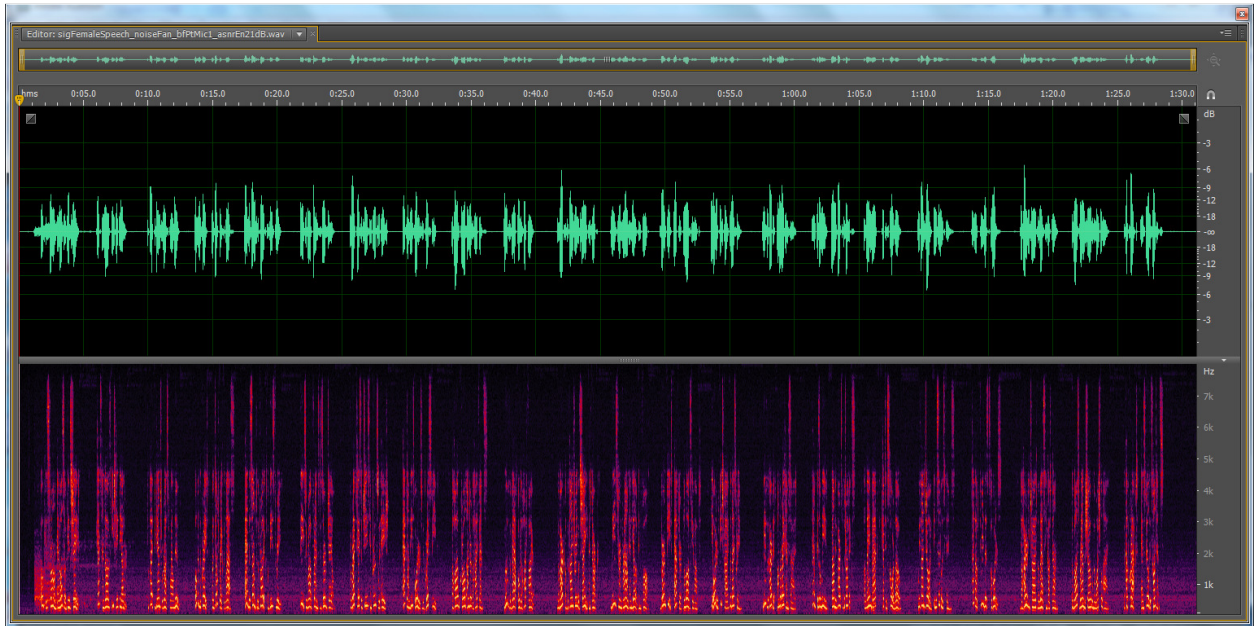 Editor: sigFemaleSpeech_noiseFan_bfPtMic1_asnrEn21dB.wav
hms 0:05.0 0:10.0 0:15.0 0:20.0 0:25.0 0:30.0 0:35.0 0:40.0 0:45.0 0:50.0 0:55.0 1:00.0 1:05.0 1:10.0 1:15.0 1:20.0 1:25.0 1:30.0
dB
-3
-6
-9
-12
-18
-∞
-18
-12
-9
-6
-3
Hz
7k
6k
5k
4k
3k
2k
1k